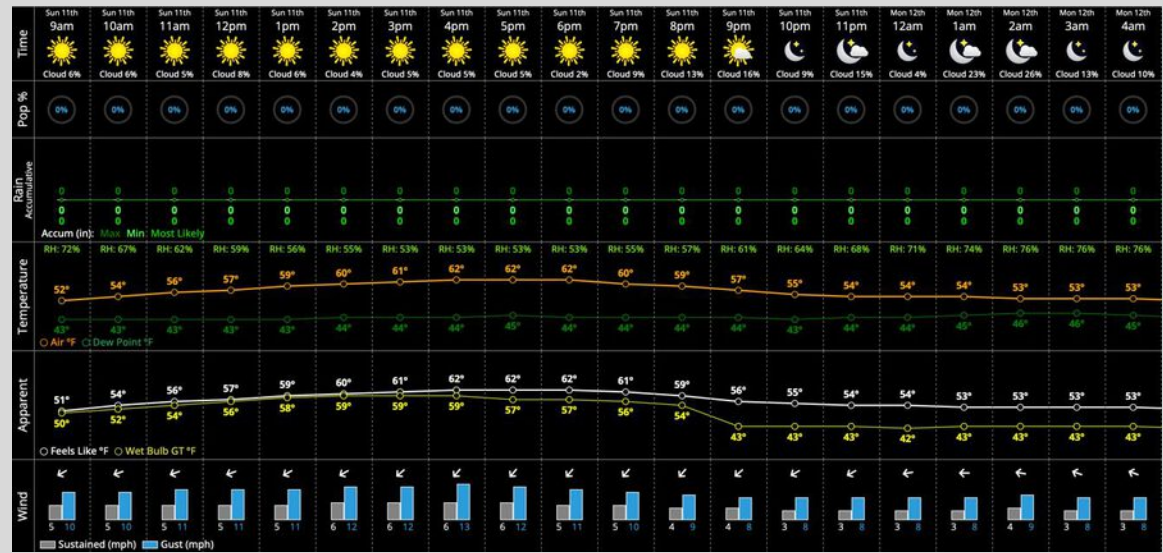 Sun 11th Sun 11th Sun 11th Sun 11th Sun 11th Sun 11th Sun 11th Sun 11th Sun 11th Sun 11th Sun 11th Sun 11th Sun 11th Sun 11th Sun 11th Mon 12th Mon 12th Mon 12th Mon 12th Mon 12th
Time 9am 10am 11am 12pm 1pm 2pm 3pm 4pm 5pm 6pm 7pm 8pm 9pm 10pm 11pm 12am 1am 2am 3am 4am
Cloud 6% Cloud 6% Cloud 5% Cloud 8% Cloud 6% Cloud 4% Cloud 5% Cloud 5% Cloud 5% Cloud 2% Cloud 9% Cloud 13% Cloud 16% Cloud 9% Cloud 15% Cloud 4% Cloud 23% Cloud 26% Cloud 13% Cloud 10%
Pop % 0% 0% 0% 0% 0% 0% 0% 0% 0% 0% 0% 0% 0% 0% 0% 0% 0% 0% 0% 0%
Rain Accumulative
0 0 0 0 0 0 0 0 0 0 0 0 0 0 0 0 0 0 0 0
0 0 0 0 0 0 0 0 0 0 0 0 0 0 0 0 0 0 0 0
0 0 0 0 0 0 0 0 0 0 0 0 0 0 0 0 0 0 0 0
Accum (in): Max Min Most Likely
RH: 72% RH: 67% RH: 62% RH: 59% RH: 56% RH: 55% RH: 53% RH: 53% RH: 53% RH: 53% RH: 55% RH: 57% RH: 61% RH: 64% RH: 68% RH: 71% RH: 74% RH: 76% RH: 76% RH: 76%
Temperature
52° 54° 56° 57° 59° 60° 61° 62° 62° 62° 60° 59° 57° 55° 54° 54° 54° 53° 53° 53°
43° 43° 43° 43° 43° 44° 44° 44° 45° 44° 44° 44° 44° 43° 44° 44° 45° 46° 46° 45°
Air °F Dew Point °F
Apparent
51° 54° 56° 57° 59° 60° 61° 62° 62° 62° 61° 59° 56° 55° 54° 54° 53° 53° 53° 53°
50° 52° 54° 56° 58° 59° 59° 59° 57° 57° 56° 54° 43° 43° 43° 42° 43° 43° 43° 43°
Feels Like °F Wet Bulb GT °F
Wind
5 10 5 10 5 11 5 11 5 11 6 12 6 12 6 13 6 12 5 11 5 10 4 9 4 8 3 8 3 8 3 8 3 8 4 9 3 8 3 8
Sustained (mph) Gust (mph)